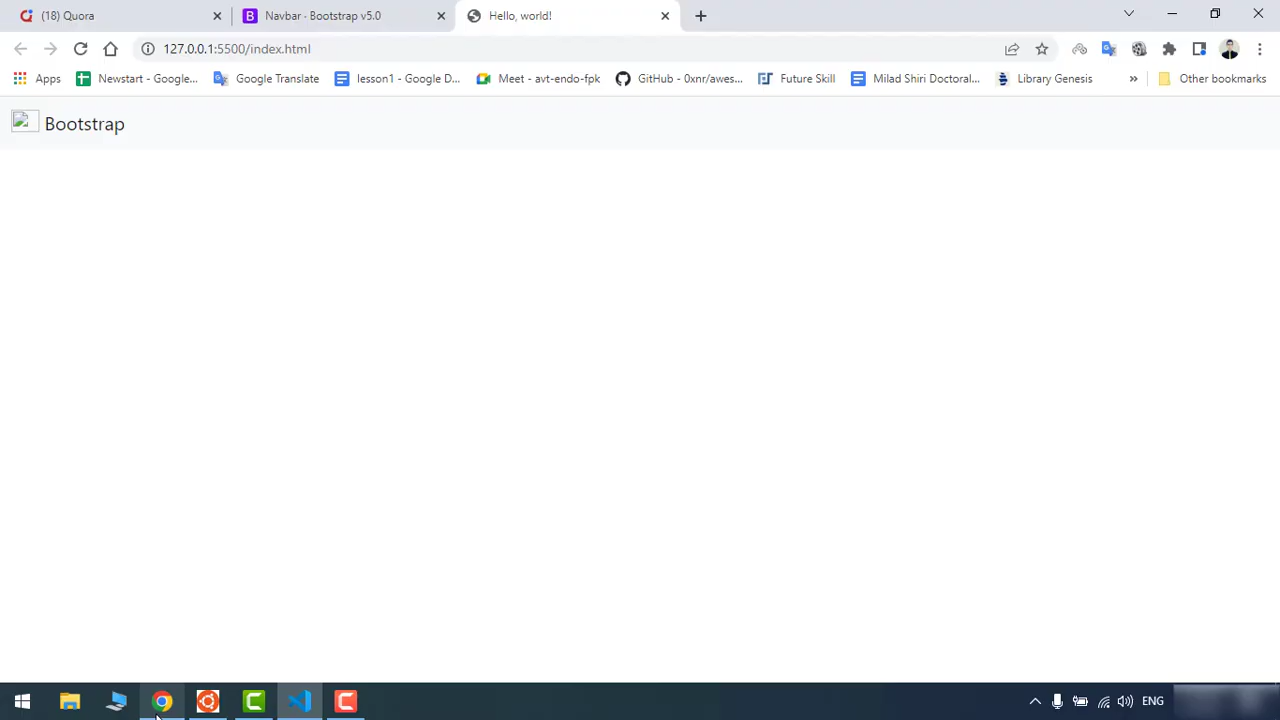 (18) Quora
Navbar · Bootstrap v5.0
Hello, world!
127.0.0.1:5500/index.html
Apps
Newstart - Google...
Google Translate
lesson1 - Google D...
Meet - avt-endo-fpk
GitHub - 0xnr/awes...
Future Skill
Milad Shiri Doctoral...
Library Genesis
»
Other bookmarks
Bootstrap
ENG